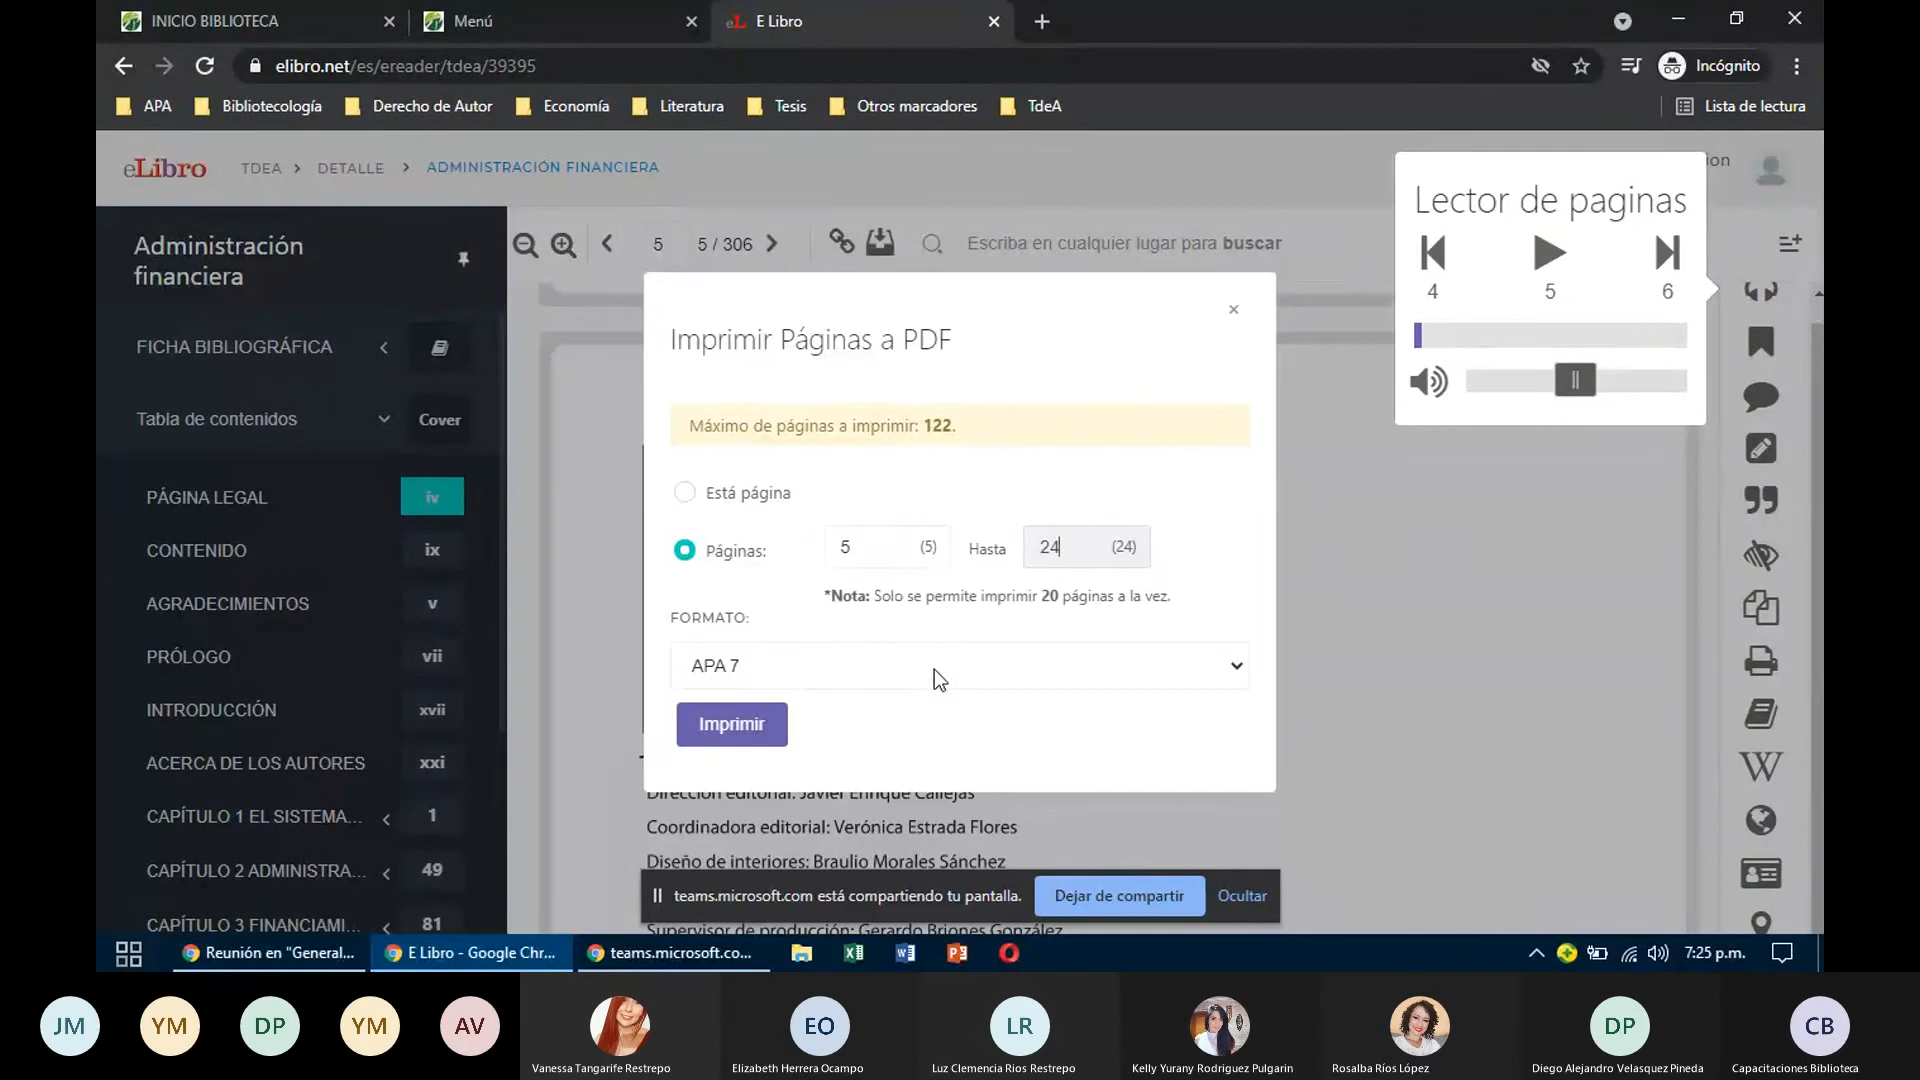 INICIO BIBLIOTECA
Menú
eL E Libro
elibro.net/es/ereader/tdea/39395
Incógnito
APA
Bibliotecología
Derecho de Autor
Economía
Literatura
Tesis
Otros marcadores
TdeA
Lista de lectura
eLibro
TDEA > DETALLE > ADMINISTRACIÓN FINANCIERA
ion
Administración
financiera
FICHA BIBLIOGRÁFICA
Tabla de contenidos
Cover
PÁGINA LEGAL iv
CONTENIDO ix
AGRADECIMIENTOS v
PRÓLOGO vii
INTRODUCCIÓN xvii
ACERCA DE LOS AUTORES xxi
CAPÍTULO 1 EL SISTEMA... 1
CAPÍTULO 2 ADMINISTRA... 49
CAPÍTULO 3 FINANCIAMI... 81
5 5 / 306
Escriba en cualquier lugar para buscar
Lector de paginas
4 5 6
Imprimir Páginas a PDF
×
Máximo de páginas a imprimir: 122.
Está página
Páginas: 5 (5) Hasta 24 (24)
*Nota: Solo se permite imprimir 20 páginas a la vez.
FORMATO:
APA 7
Imprimir
Dirección editorial: Javier Enrique Callejas
Coordinadora editorial: Verónica Estrada Flores
Diseño de interiores: Braulio Morales Sánchez
Supervisor de producción: Gerardo Briones González
W
teams.microsoft.com está compartiendo tu pantalla.
Dejar de compartir
Ocultar
Reunión en "General...
E Libro - Google Chr...
teams.microsoft.co...
7:25 p.m.
JM
YM
DP
YM
AV
Vanessa Tangarife Restrepo
EO
Elizabeth Herrera Ocampo
LR
Luz Clemencia Rios Restrepo
Kelly Yurany Rodriguez Pulgarin
Rosalba Ríos López
DP
Diego Alejandro Velasquez Pineda
CB
Capacitaciones Biblioteca